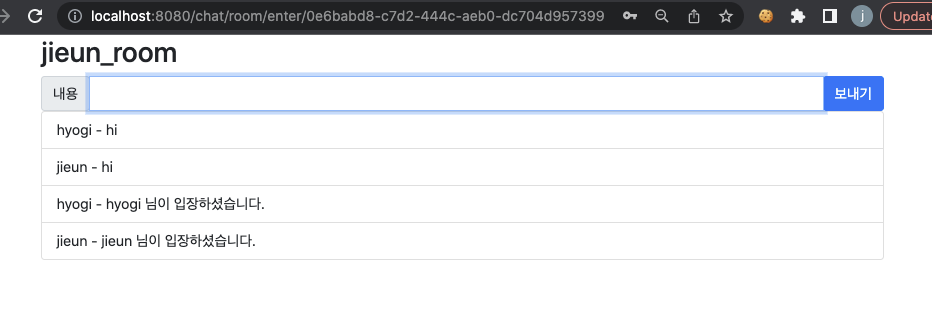 localhost:8080/chat/room/enter/0e6babd8-c7d2-444c-aeb0-dc704d957399
j
Update
jieun_room
내용
보내기
hyogi - hi
jieun - hi
hyogi - hyogi 님이 입장하셨습니다.
jieun - jieun 님이 입장하셨습니다.